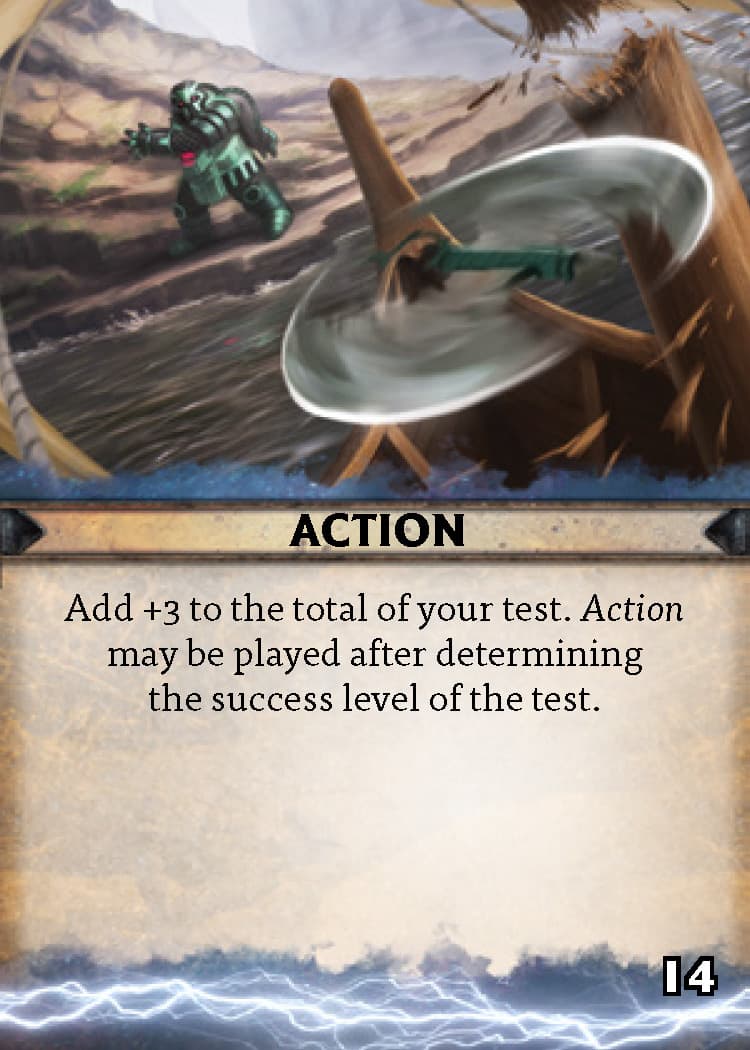 ACTION
Add +3 to the total of your test. Action
may be played after determining
the success level of the test.
14